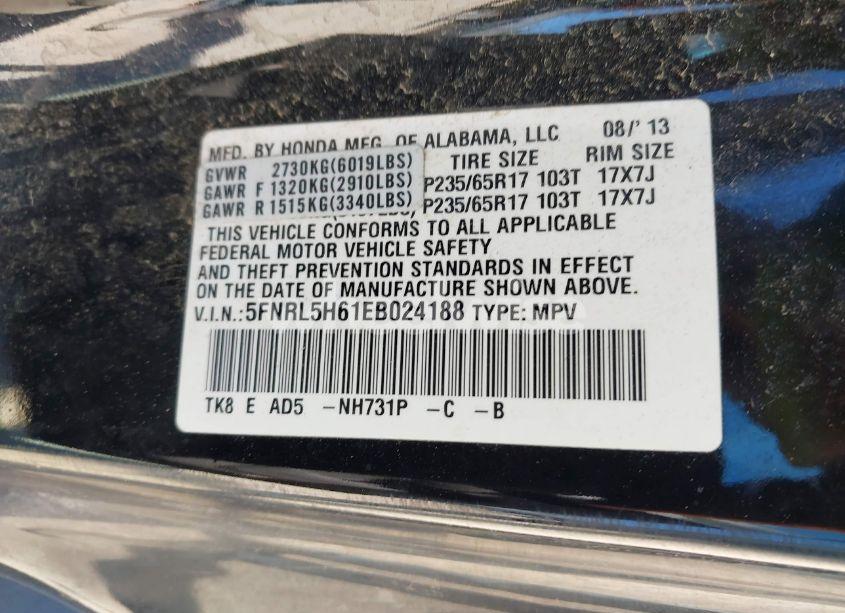 MFD. BY HONDA MFG. OF ALABAMA, LLC 08/' 13
GVWR 2730KG(6019LBS) TIRE SIZE RIM SIZE
GAWR F 1320KG(2910LBS) P235/65R17 103T 17X7J
GAWR R 1515KG(3340LBS) P235/65R17 103T 17X7J
THIS VEHICLE CONFORMS TO ALL APPLICABLE
FEDERAL MOTOR VEHICLE SAFETY
AND THEFT PREVENTION STANDARDS IN EFFECT
ON THE DATE OF MANUFACTURE SHOWN ABOVE.
V.I.N.:5FNRL5H61EB024188 TYPE: MPV
TK8 E AD5 -NH731P -C -B